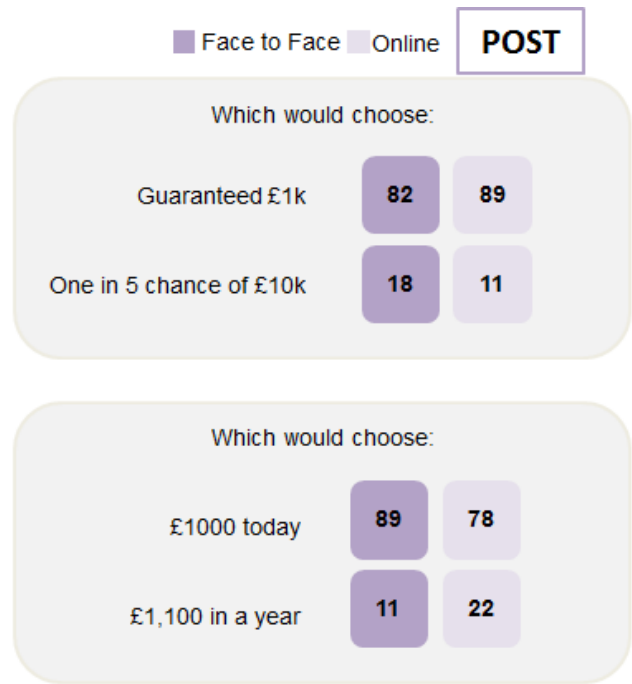 Face to Face Online POST
Which would choose:
Guaranteed £1k 82 89
One in 5 chance of £10k 18 11
Which would choose:
£1000 today 89 78
£1,100 in a year 11 22